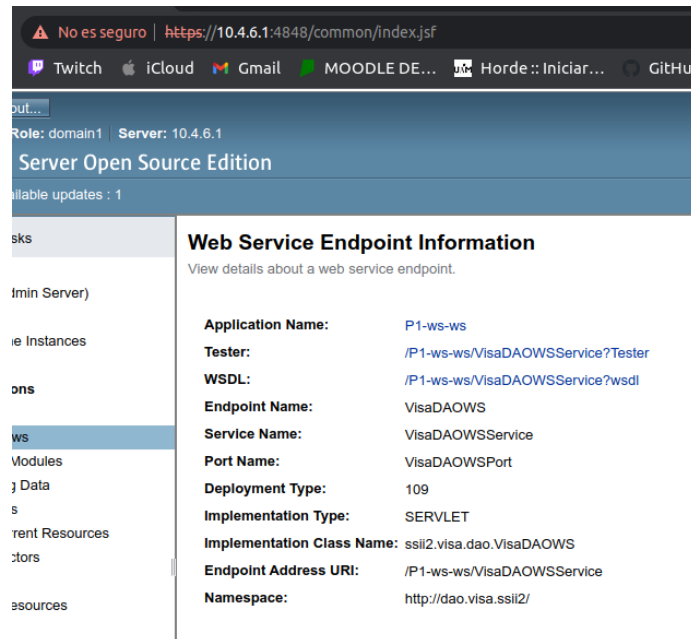 No es seguro https://10.4.6.1:4848/common/index.jsf
Twitch iCloud Gmail MOODLE DE... Horde :: Iniciar... GitHu
out...
Role: domain1 Server: 10.4.6.1
Server Open Source Edition
ailable updates : 1
sks
dmin Server)
e Instances
ons
ws
Modules
g Data
s
rrent Resources
ctors
esources
Web Service Endpoint Information
View details about a web service endpoint.
Application Name: P1-ws-ws
Tester: /P1-ws-ws/VisaDAOWSService?Tester
WSDL: /P1-ws-ws/VisaDAOWSService?wsdl
Endpoint Name: VisaDAOWS
Service Name: VisaDAOWSService
Port Name: VisaDAOWSPort
Deployment Type: 109
Implementation Type: SERVLET
Implementation Class Name: ssii2.visa.dao.VisaDAOWS
Endpoint Address URI: /P1-ws-ws/VisaDAOWSService
Namespace: http://dao.visa.ssii2/